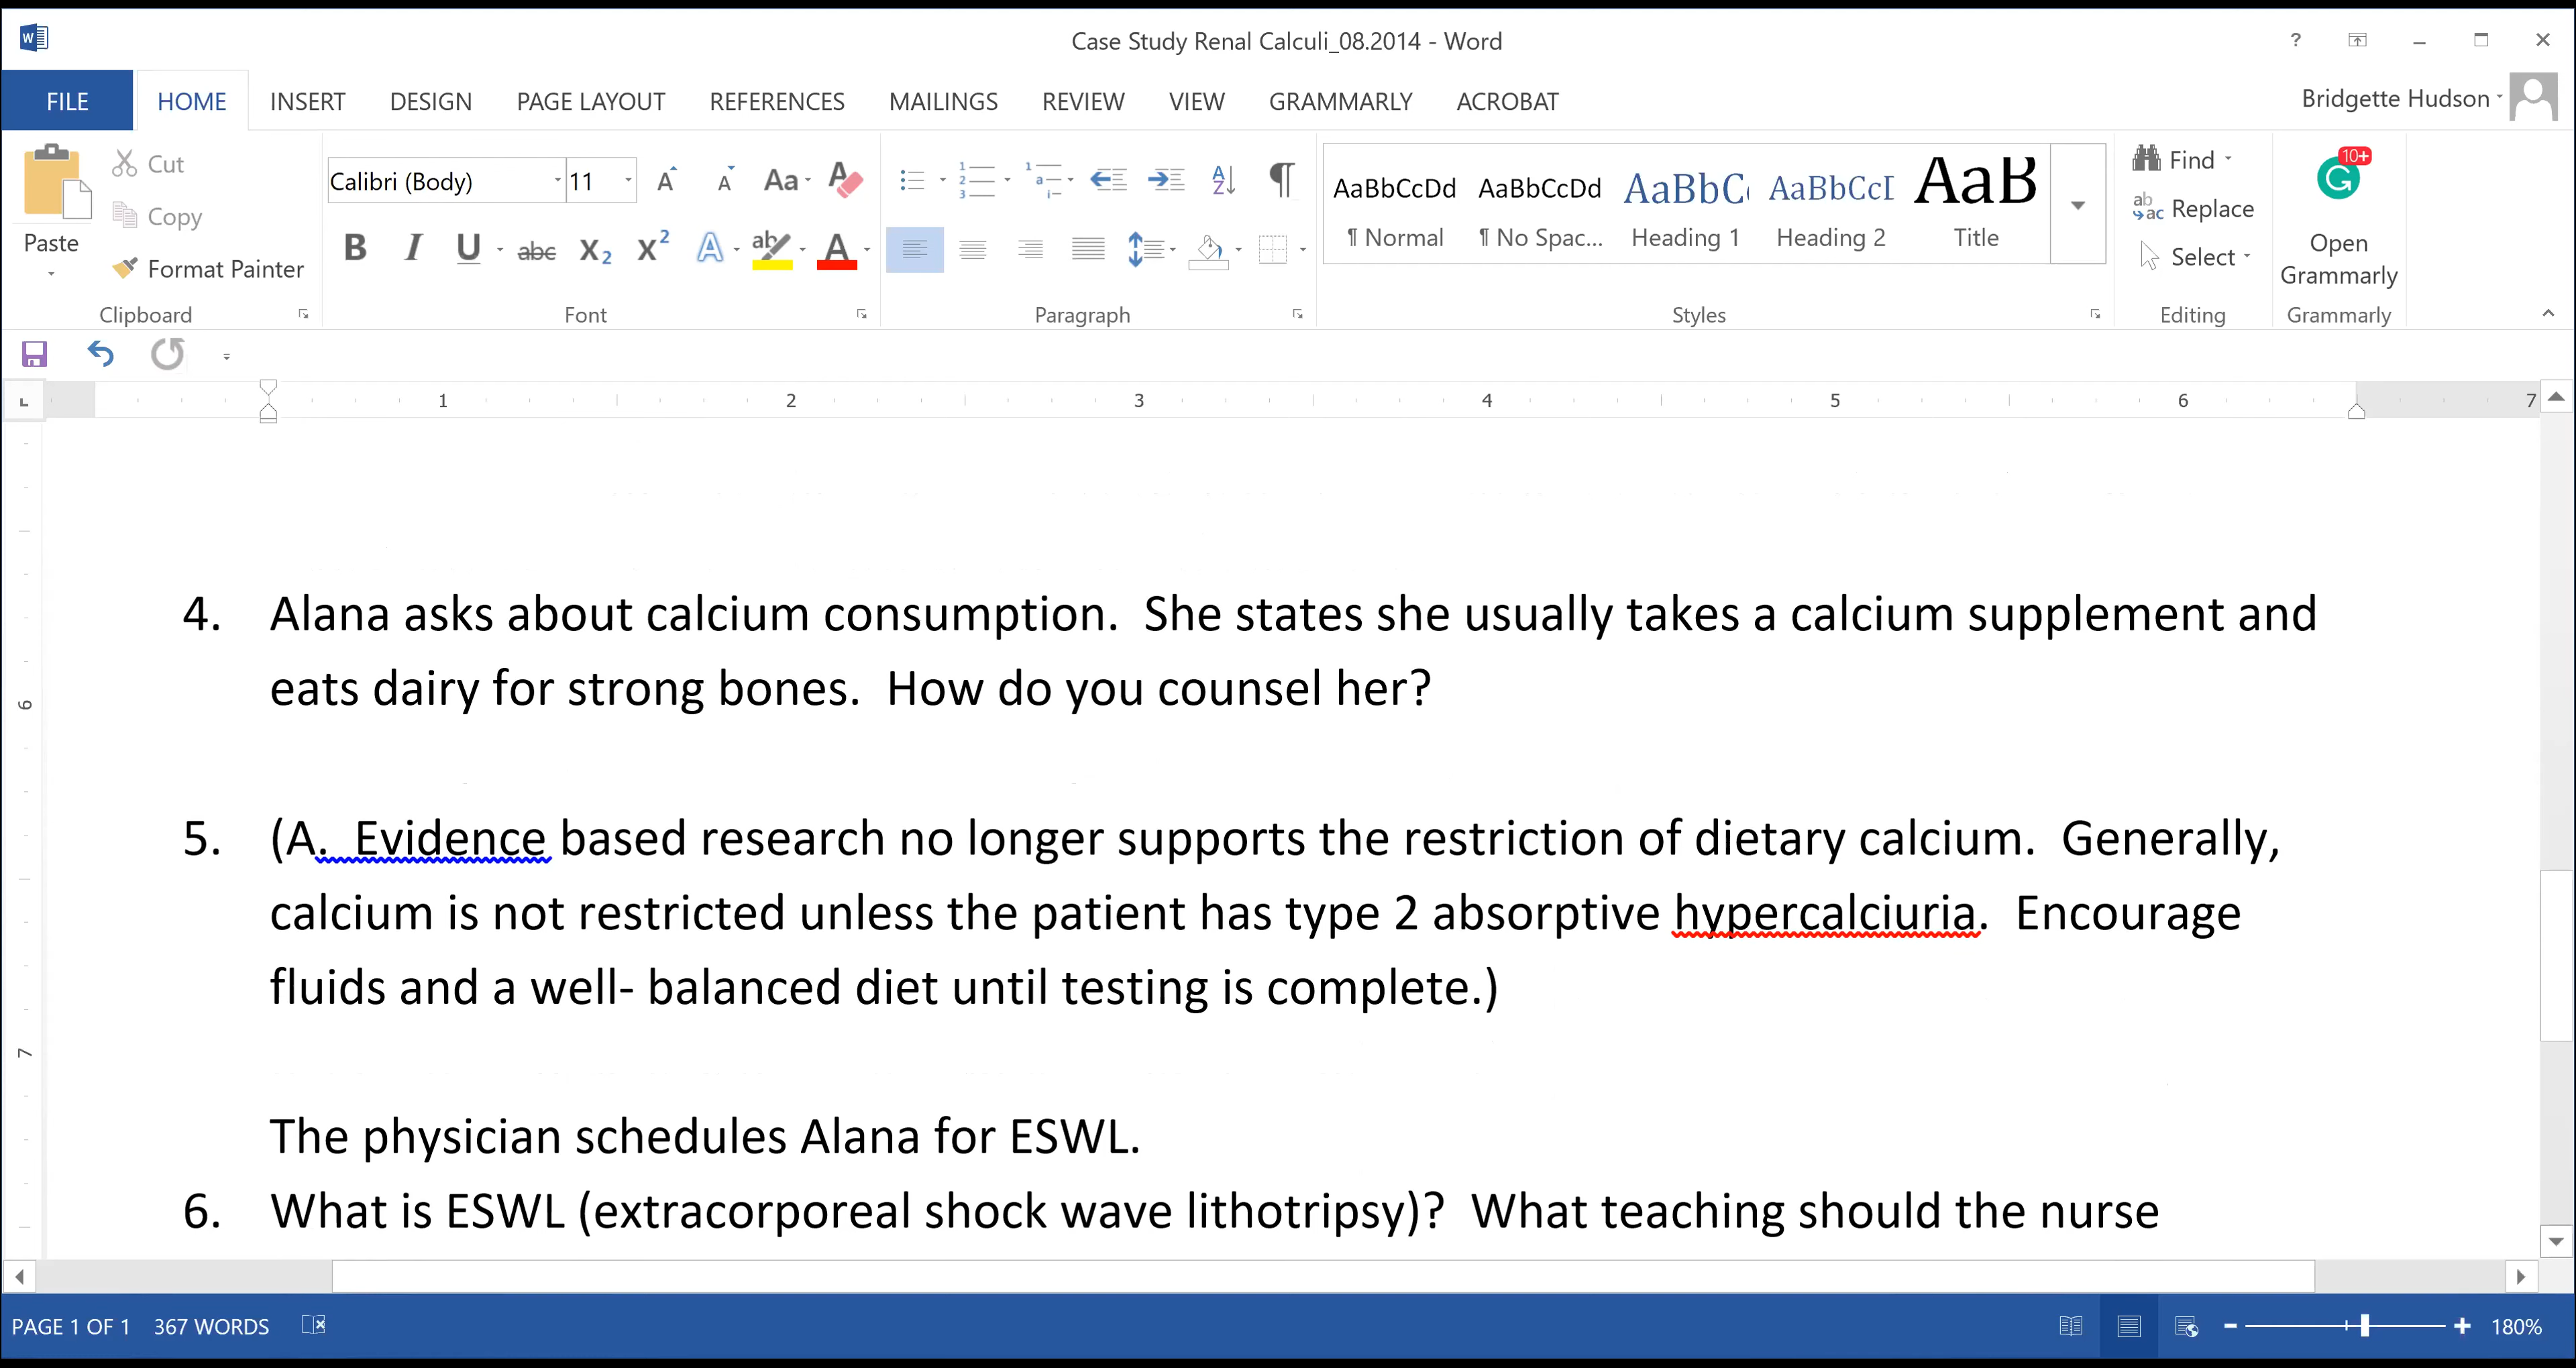 Case Study Renal Calculi_08.2014 - Word
?
FILE HOME INSERT DESIGN PAGE LAYOUT REFERENCES MAILINGS REVIEW VIEW GRAMMARLY ACROBAT
Bridgette Hudson
Paste
Cut
Copy
Format Painter
Clipboard
Calibri (Body) 11
Font
Paragraph
AaBbCcDd AaBbCcDd AaBbC AaBbCcD AaB
¶ Normal ¶ No Spac... Heading 1 Heading 2 Title
Styles
Find
Replace
Select
Editing
10+
Open
Grammarly
Grammarly
1 2 3 4 5 6 7
4. Alana asks about calcium consumption. She states she usually takes a calcium supplement and
eats dairy for strong bones. How do you counsel her?
6
5. (A. Evidence based research no longer supports the restriction of dietary calcium. Generally,
calcium is not restricted unless the patient has type 2 absorptive hypercalciuria. Encourage
fluids and a well- balanced diet until testing is complete.)
7
The physician schedules Alana for ESWL.
6. What is ESWL (extracorporeal shock wave lithotripsy)? What teaching should the nurse
PAGE 1 OF 1 367 WORDS
180%